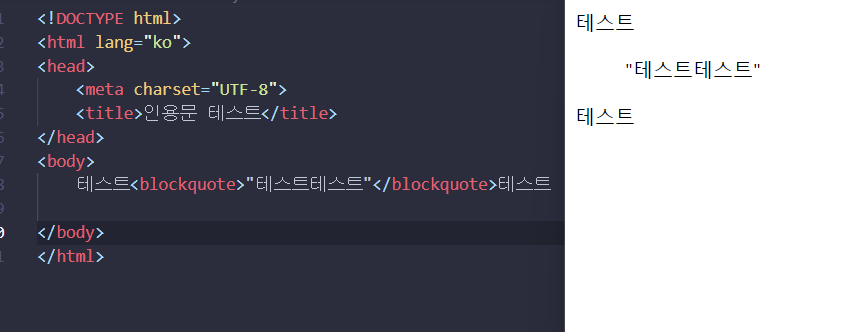 1 <!DOCTYPE html>
2 <html lang="ko">
3 <head>
4 <meta charset="UTF-8">
5 <title>인용문 테스트</title>
6 </head>
7 <body>
8 테스트<blockquote>"테스트테스트"</blockquote>테스트
9
0 </body>
1 </html>
테스트
"테스트테스트"
테스트